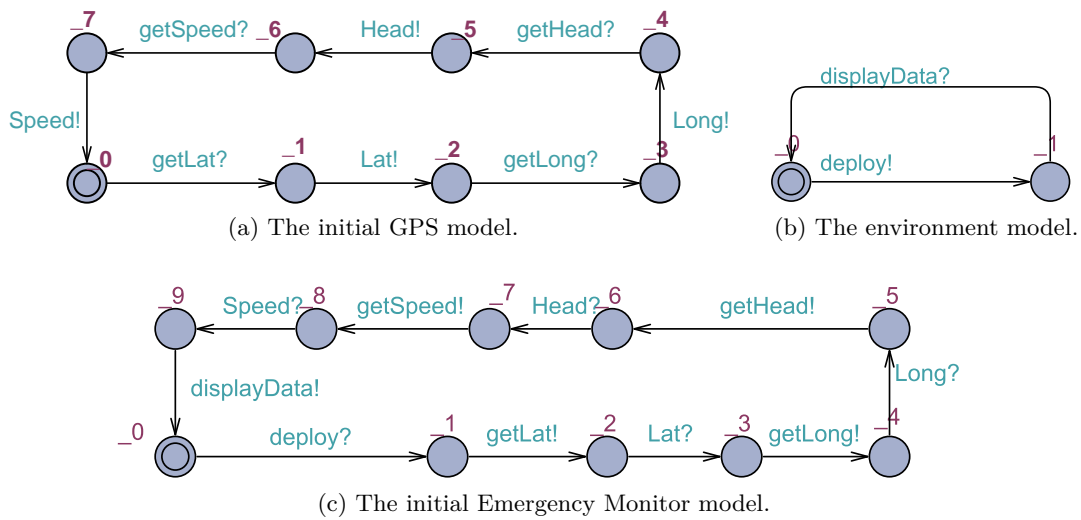 _7 getSpeed? _6 Head! _5 getHead? _4
Speed! Long!
0 getLat? _1 Lat! _2 getLong? _3
(a) The initial GPS model.
displayData?
_0 deploy! _1
(b) The environment model.
_9 Speed? _8 getSpeed! _7 Head? _6 getHead! _5
displayData! Long?
_0 deploy? _1 getLat! _2 Lat? _3 getLong! _4
(c) The initial Emergency Monitor model.